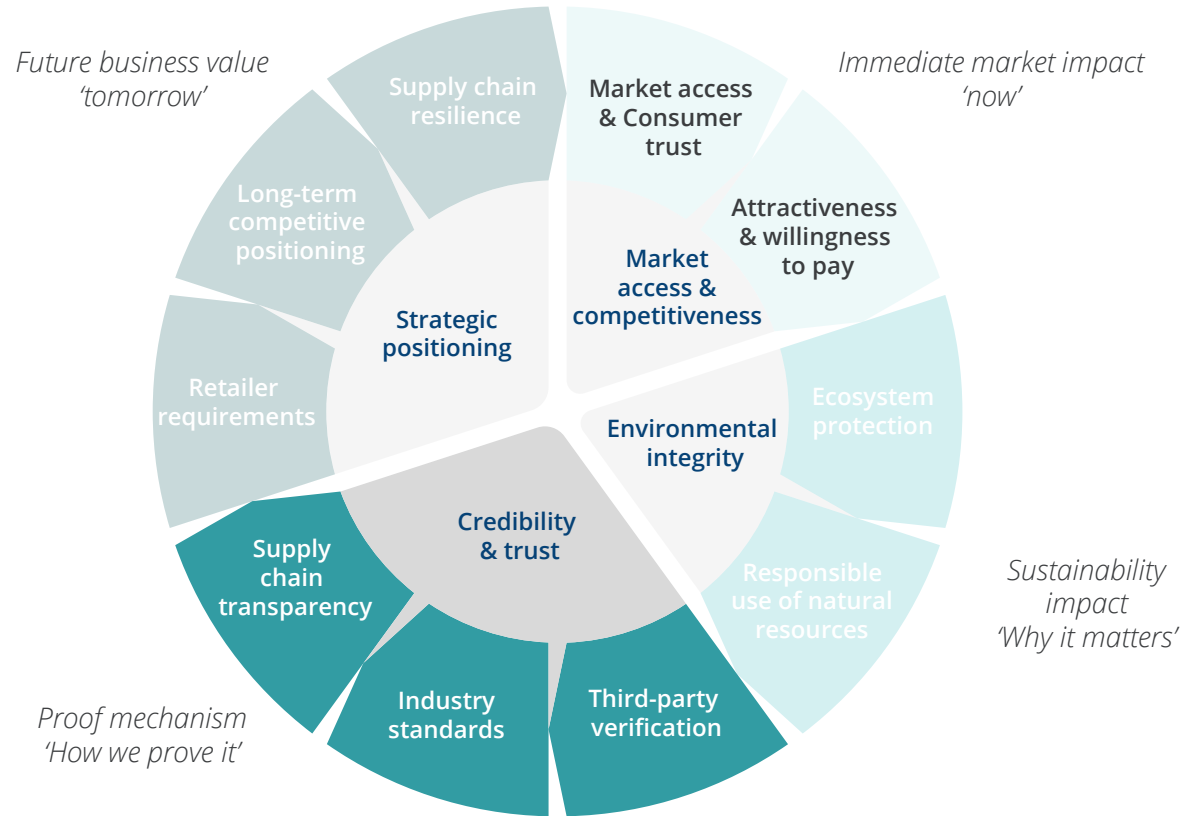 Future business value
‘tomorrow’
Immediate market impact
‘now’
Supply chain
resilience
Market access
& Consumer
trust
Long-term
competitive
positioning
Attractiveness
& willingness
to pay
Strategic
positioning
Market
access &
competitiveness
Retailer
requirements
Ecosystem
protection
Environmental
integrity
Credibility
& trust
Supply
chain
transparency
Responsible
use of natural
resources
Sustainability
impact
‘Why it matters’
Industry
standards
Third-party
verification
Proof mechanism
‘How we prove it’